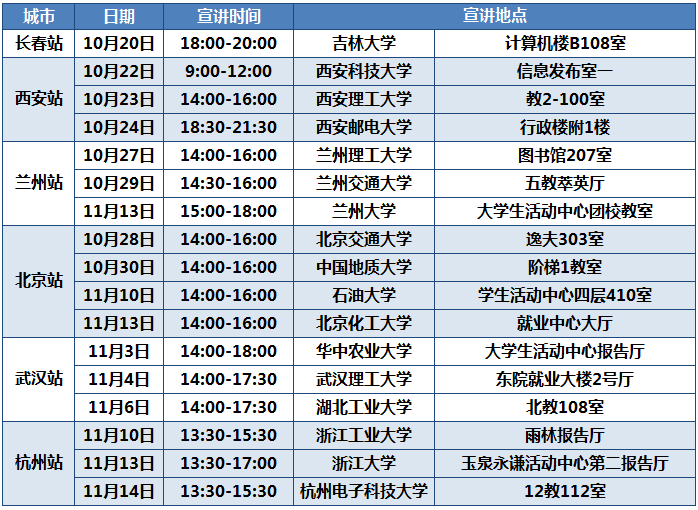 城市 日期 宣讲时间 宣讲地点
长春站 10月20日 18:00-20:00 吉林大学 计算机楼B108室
西安站 10月22日 9:00-12:00 西安科技大学 信息发布室一
10月23日 14:00-16:00 西安理工大学 教2-100室
10月24日 18:30-21:30 西安邮电大学 行政楼附1楼
兰州站 10月27日 14:00-16:00 兰州理工大学 图书馆207室
10月29日 14:30-16:00 兰州交通大学 五教萃英厅
11月13日 15:00-18:00 兰州大学 大学生活动中心团校教室
北京站 10月28日 14:00-16:00 北京交通大学 逸夫303室
10月30日 14:00-16:00 中国地质大学 阶梯1教室
11月10日 14:00-16:00 石油大学 学生活动中心四层410室
11月13日 14:00-16:00 北京化工大学 就业中心大厅
武汉站 11月3日 14:00-18:00 华中农业大学 大学生活动中心报告厅
11月4日 14:00-17:30 武汉理工大学 东院就业大楼2号厅
11月6日 14:00-17:30 湖北工业大学 北教108室
杭州站 11月10日 13:30-15:30 浙江工业大学 雨林报告厅
11月13日 13:30-17:00 浙江大学 玉泉永谦活动中心第二报告厅
11月14日 13:30-15:30 杭州电子科技大学 12教112室